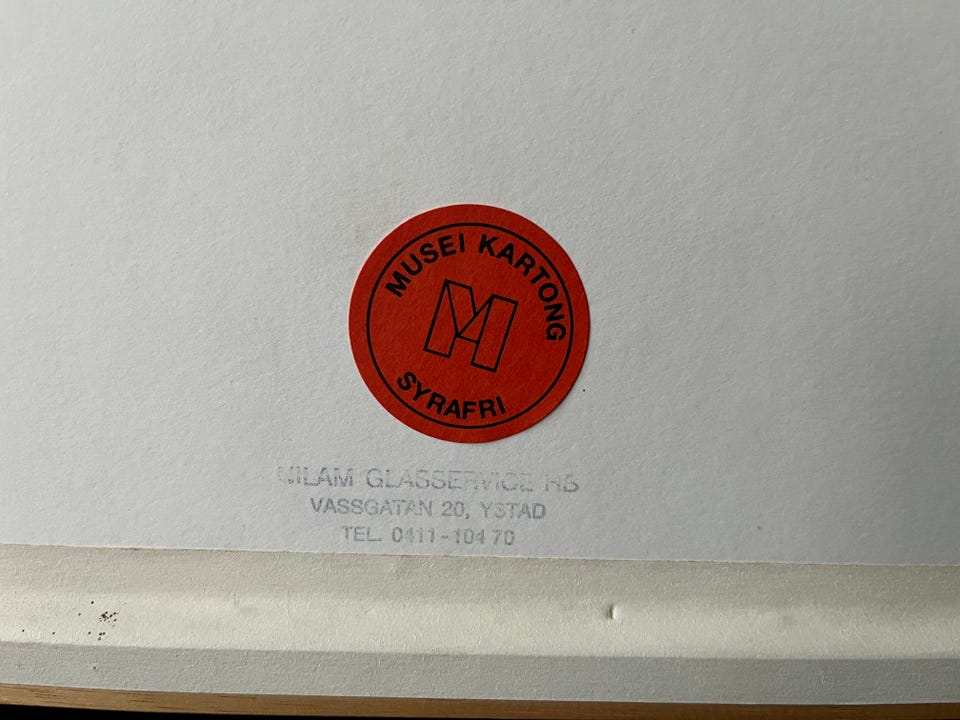 MUSEI KARTONG
M
SYRAFRI
GLASSERVICE HB
VASSGATAN 20, YSTAD
TEL. 0411-104 70